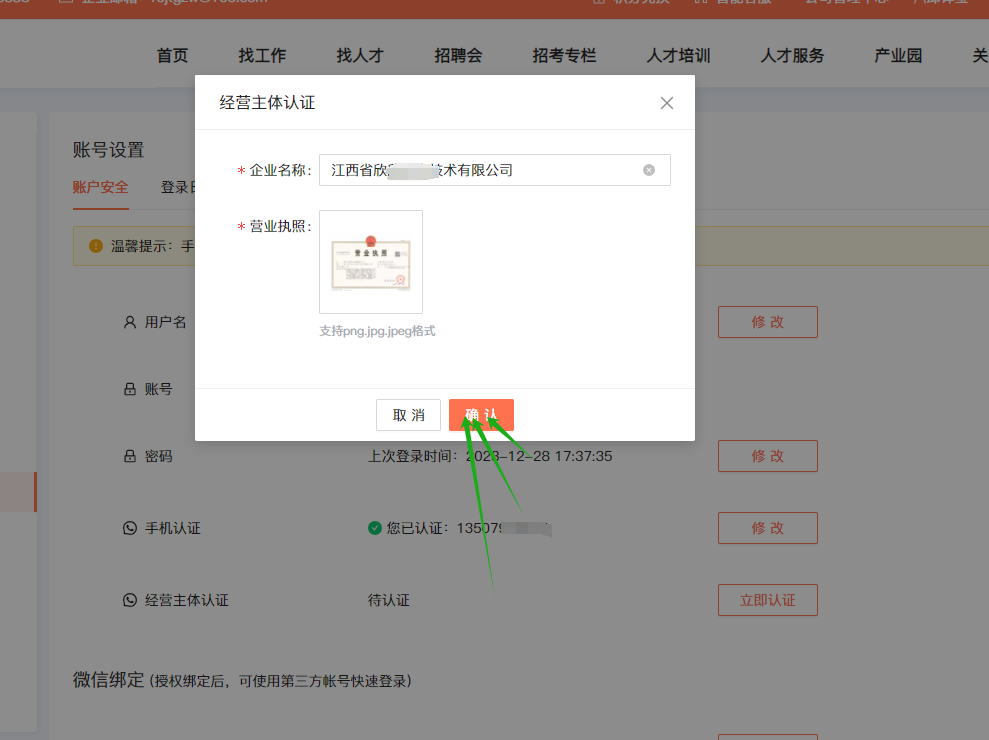 首页 找工作 找人才 招聘会 招考专栏 人才培训 人才服务 产业园 关
经营主体认证
账号设置
* 企业名称: 江西省欣 技术有限公司
账户安全 登录日
* 营业执照:
温馨提示: 手
营业执照
用户名 修 改
支持png.jpg.jpeg格式
账号
取 消 确 认
密码 上次登录时间: 2023-12-28 17:37:35 修 改
手机认证 您已认证: 13507 修 改
经营主体认证 待认证 立即认证
微信绑定 (授权绑定后，可使用第三方帐号快速登录)